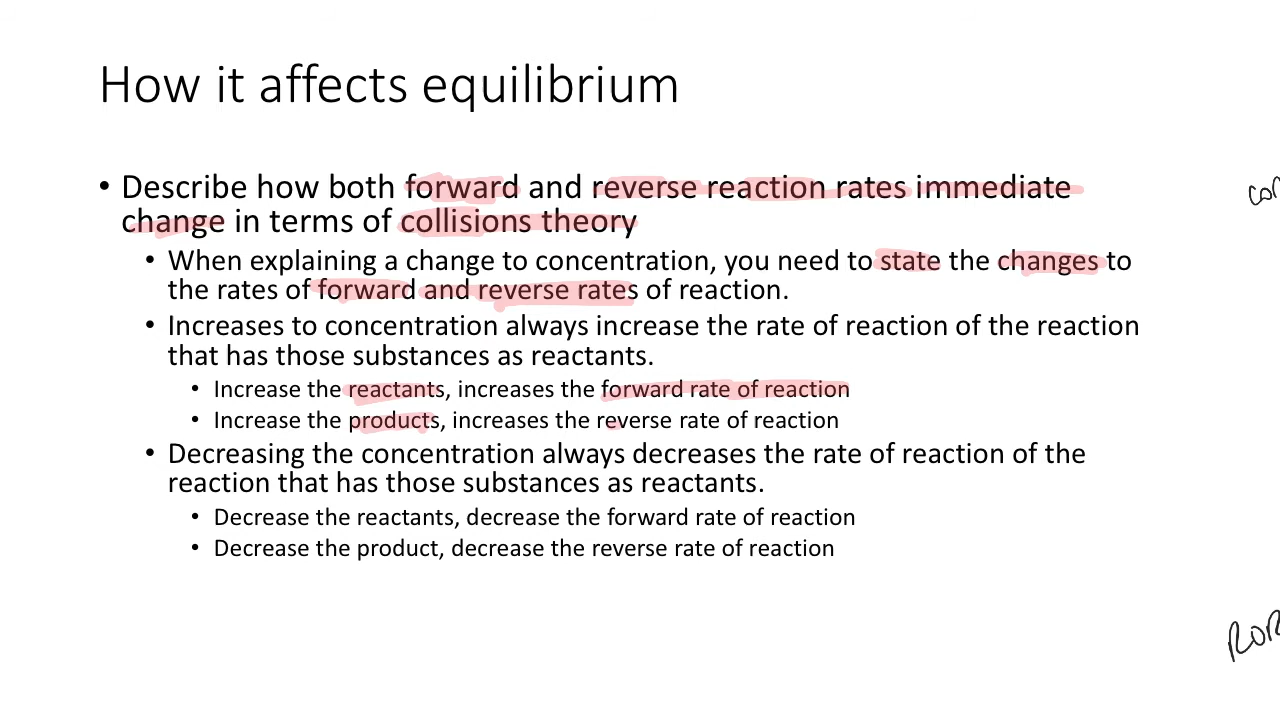 How it affects equilibrium
• Describe how both forward and reverse reaction rates immediate
change in terms of collisions theory
• When explaining a change to concentration, you need to state the changes to
the rates of forward and reverse rates of reaction.
• Increases to concentration always increase the rate of reaction of the reaction
that has those substances as reactants.
• Increase the reactants, increases the forward rate of reaction
• Increase the products, increases the reverse rate of reaction
• Decreasing the concentration always decreases the rate of reaction of the
reaction that has those substances as reactants.
• Decrease the reactants, decrease the forward rate of reaction
• Decrease the product, decrease the reverse rate of reaction
ROR